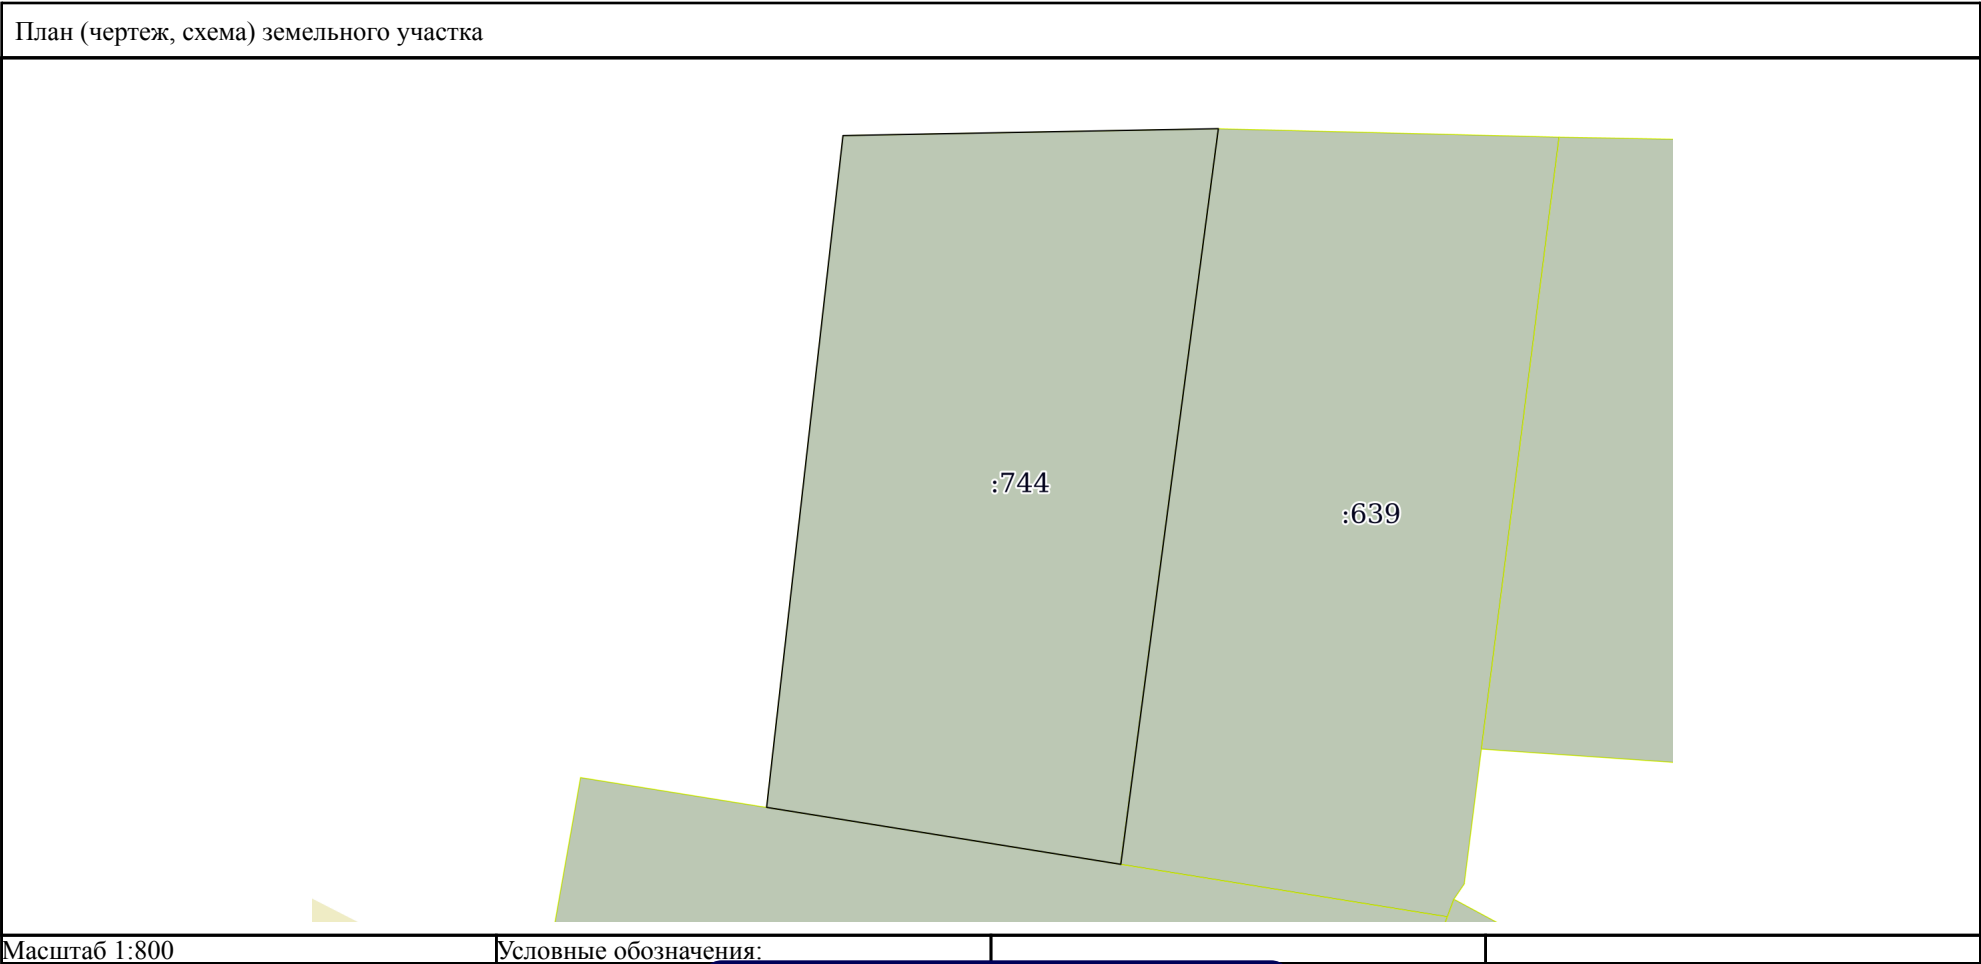 План (чертеж, схема) земельного участка
:744
:639
Масштаб 1:800
Условные обозначения: